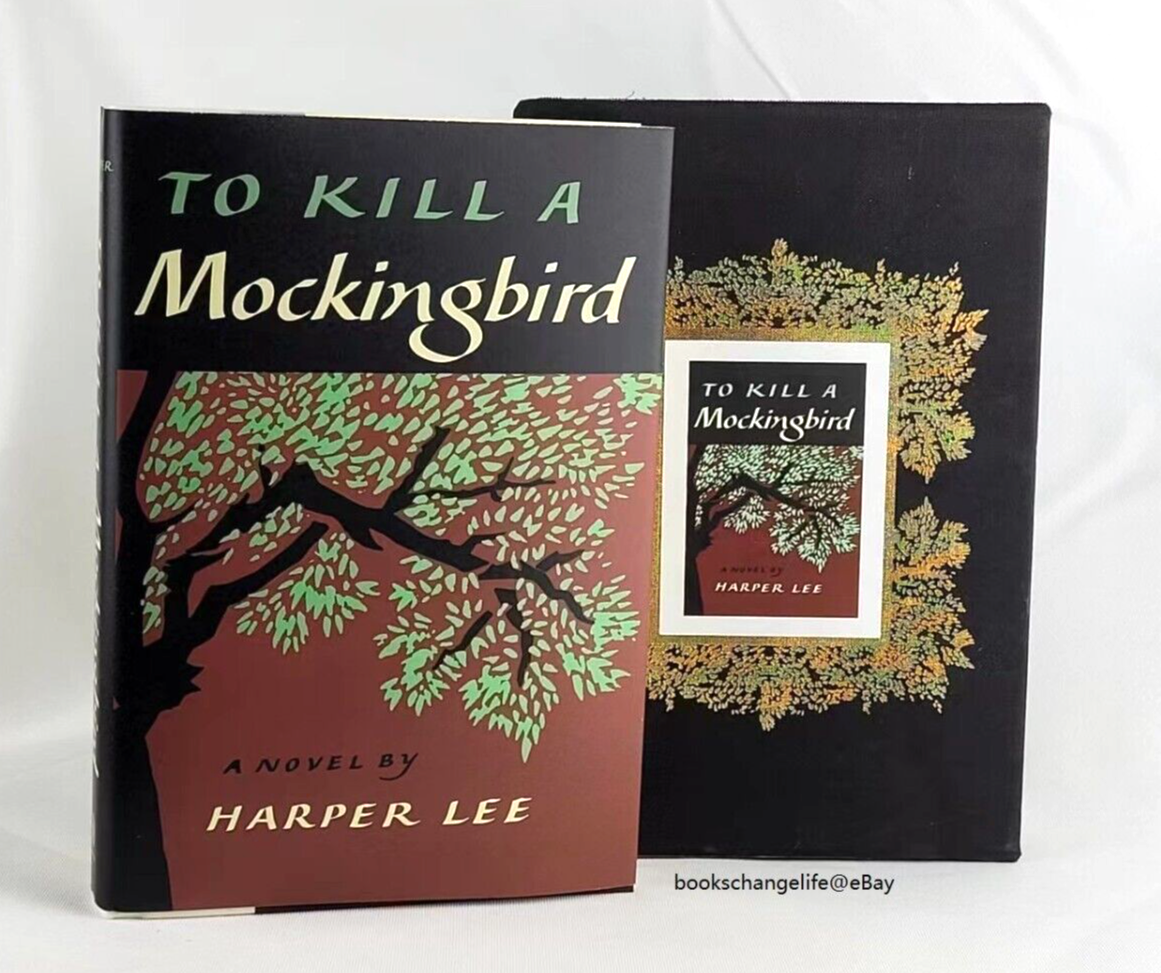 TO KILL A
Mockingbird
A NOVEL BY
HARPER LEE
TO KILL A
Mockingbird
A NOVEL BY
HARPER LEE
bookschangelife@eBay